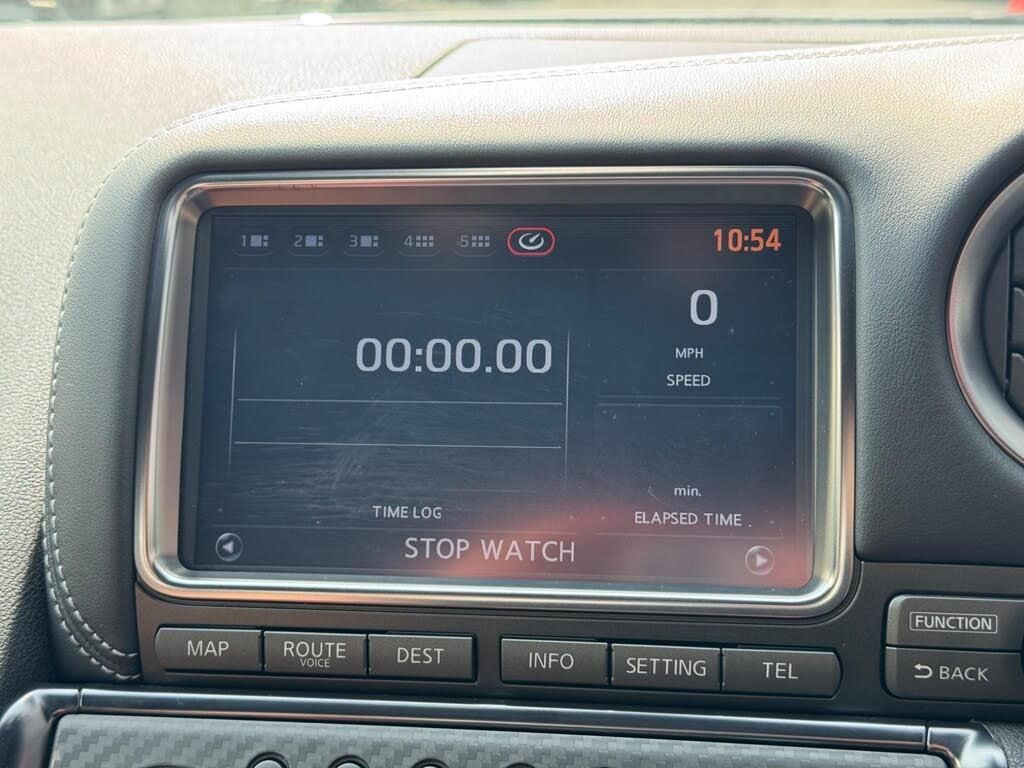 1 2 3 4 5 10:54
00:00.00
0
MPH
SPEED
min.
TIME LOG
ELAPSED TIME
STOP WATCH
MAP ROUTE VOICE DEST INFO SETTING TEL
FUNCTION
BACK